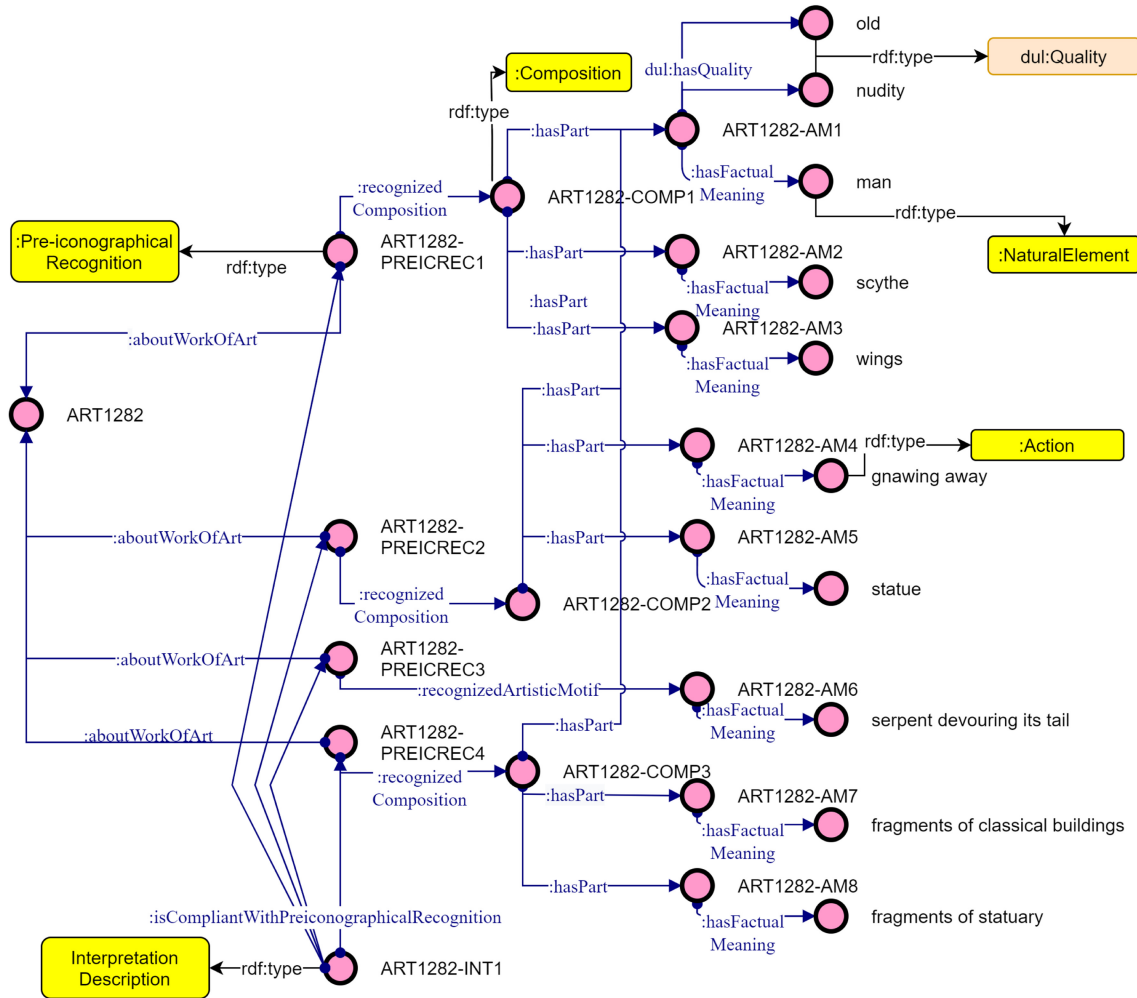 old
dul:hasQuality
rdf:type
dul:Quality
:Composition
nudity
rdf:type
:hasPart
ART1282-AM1
:hasFactual
Meaning
man
:recognized
Composition
ART1282-COMP1
rdf:type
:Pre-iconographical
Recognition
rdf:type
ART1282-
PREICREC1
:hasPart
ART1282-AM2
:NaturalElement
:hasFactual
Meaning
scythe
:hasPart
:hasPart
ART1282-AM3
:aboutWorkOfArt
:hasFactual
Meaning
wings
:hasPart
ART1282
:hasPart
ART1282-AM4
rdf:type
:Action
:hasFactual
Meaning
gnawing away
ART1282-
PREICREC2
:aboutWorkOfArt
:hasPart
ART1282-AM5
:hasFactual
Meaning
statue
:recognized
Composition
ART1282-COMP2
:aboutWorkOfArt
ART1282-
PREICREC3
:recognizedArtisticMotif
ART1282-AM6
:hasFactual
Meaning
serpent devouring its tail
:aboutWorkOfArt
ART1282-
PREICREC4
:hasPart
:recognized
Composition
ART1282-COMP3
:hasPart
ART1282-AM7
:hasFactual
Meaning
fragments of classical buildings
:hasPart
ART1282-AM8
:hasFactual
Meaning
fragments of statuary
:isCompliantWithPreiconographicalRecognition
Interpretation
Description
rdf:type
ART1282-INT1